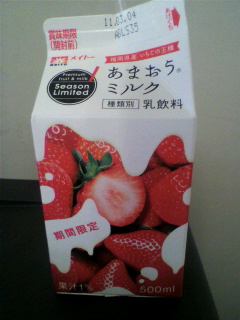 賞味期限
(開封前)
11.03.04
ABL535
メイトー
Premium
fruit & milk
Season
Limited
福岡県産 いちごの王様
あまおう®
ミルク
種類別 乳飲料
期間限定
果汁1%
500ml